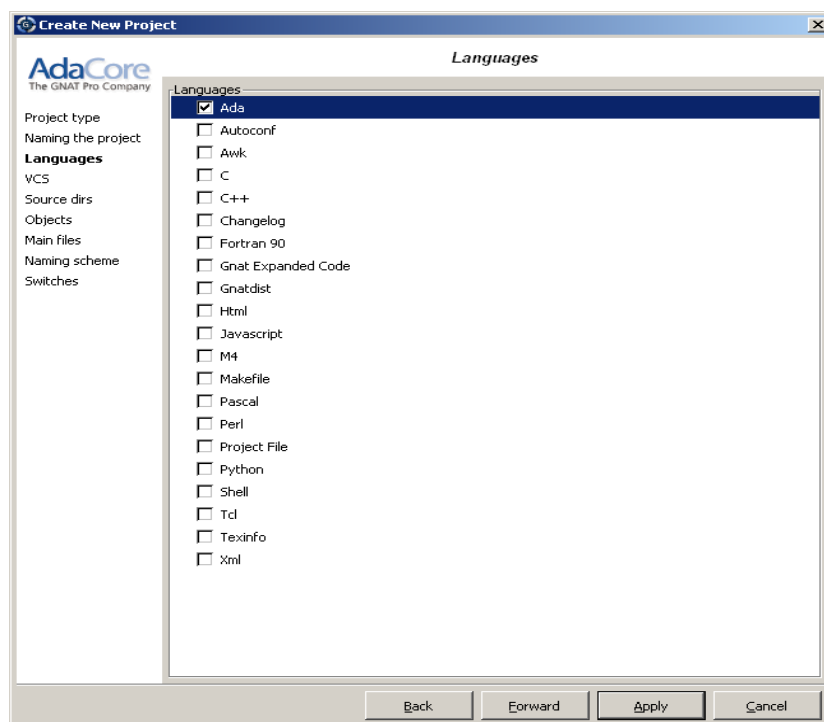 Create New Project
AdaCore
The GNAT Pro Company
Project type
Naming the project
Languages
VCS
Source dirs
Objects
Main files
Naming scheme
Switches
Languages
Languages
Ada
Autoconf
Awk
C
C++
Changelog
Fortran 90
Gnat Expanded Code
Gnatdist
Html
Javascript
M4
Makefile
Pascal
Perl
Project File
Python
Shell
Tcl
Texinfo
Xml
Back
Forward
Apply
Cancel